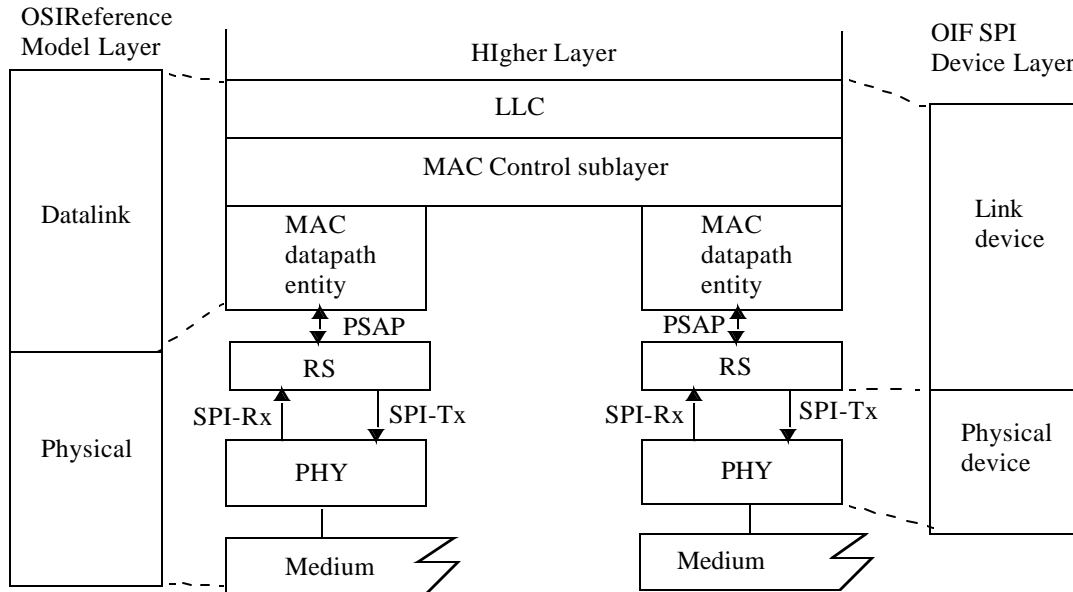 OSIReference
Model Layer
OIF SPI
Device Layer
HIgher Layer
LLC
MAC Control sublayer
Datalink
MAC
datapath
entity
MAC
datapath
entity
Link
device
PSAP
PSAP
RS
RS
SPI-Rx
SPI-Tx
SPI-Rx
SPI-Tx
Physical
Physical
device
PHY
PHY
Medium
Medium